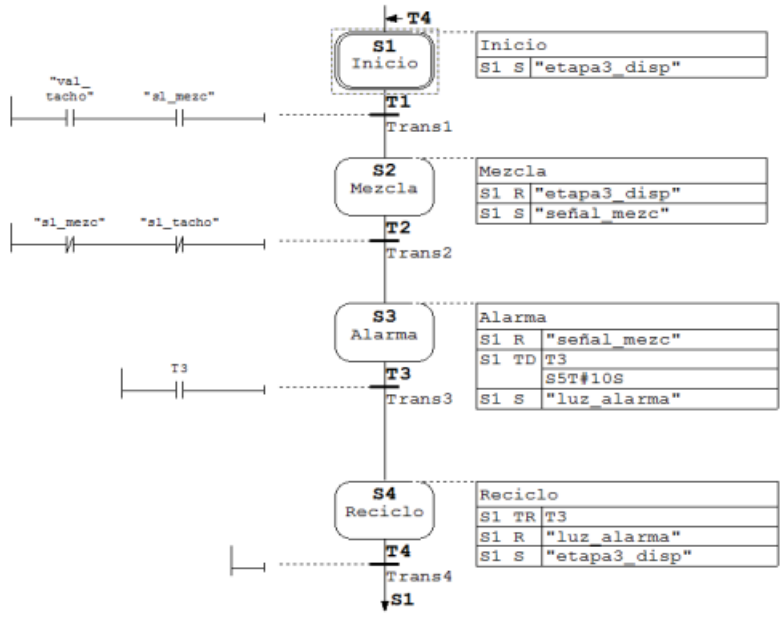 T4
S1
Inicio
Inicio
S1 S "etapa3_disp"
"val_
tacho" "sl_mezc"
T1
Trans1
S2
Mezcla
Mezcla
S1 R "etapa3_disp"
S1 S "señal_mezc"
"sl_mezc" "sl_tacho"
T2
Trans2
S3
Alarma
Alarma
S1 R "señal_mezc"
S1 TD T3
S5T#10S
S1 S "luz_alarma"
T3
T3
Trans3
S4
Reciclo
Reciclo
S1 TR T3
S1 R "luz_alarma"
S1 S "etapa3_disp"
T4
Trans4
S1